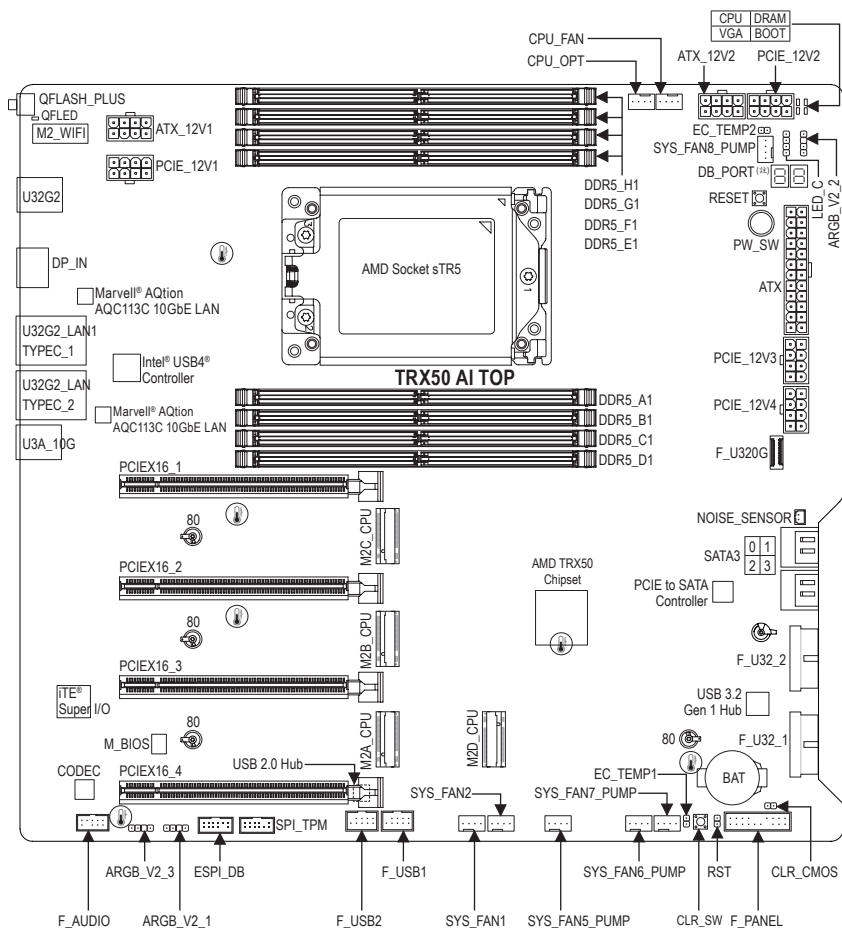 CPU DRAM
VGA BOOT
CPU_FAN
CPU_OPT
ATX_12V2
PCIE_12V2
QFLASH_PLUS
QFLED
M2_WIFI
ATX_12V1
PCIE_12V1
EC_TEMP2
SYS_FAN8_PUMP
DB_PORT (註)
LED_C
ARGB_V2_2
U32G2
DDR5_H1
DDR5_G1
DDR5_F1
DDR5_E1
RESET
PW_SW
3
DP_IN
AMD Socket sTR5
1
ATX
Marvell® AQtion
AQC113C 10GbE LAN
2
U32G2_LAN1
TYPEC_1
Intel® USB4®
Controller
PCIE_12V3
TRX50 AI TOP
U32G2_LAN
TYPEC_2
DDR5_A1
DDR5_B1
DDR5_C1
DDR5_D1
PCIE_12V4
Marvell® AQtion
AQC113C 10GbE LAN
U3A_10G
F_U320G
PCIEX16_1
80
M2C_CPU
NOISE_SENSOR
SATA3
0 1
2 3
AMD TRX50
Chipset
PCIE to SATA
Controller
PCIEX16_2
80
M2B_CPU
F_U32_2
PCIEX16_3
iTE®
Super I/O
USB 3.2
Gen 1 Hub
80
M_BIOS
M2A_CPU
M2D_CPU
80
F_U32_1
CODEC
PCIEX16_4
USB 2.0 Hub
BAT
EC_TEMP1
SYS_FAN2
SYS_FAN7_PUMP
SPI_TPM
ARGB_V2_3
ESPI_DB
F_USB1
SYS_FAN6_PUMP
RST
CLR_CMOS
F_AUDIO
ARGB_V2_1
F_USB2
SYS_FAN1
SYS_FAN5_PUMP
CLR_SW
F_PANEL